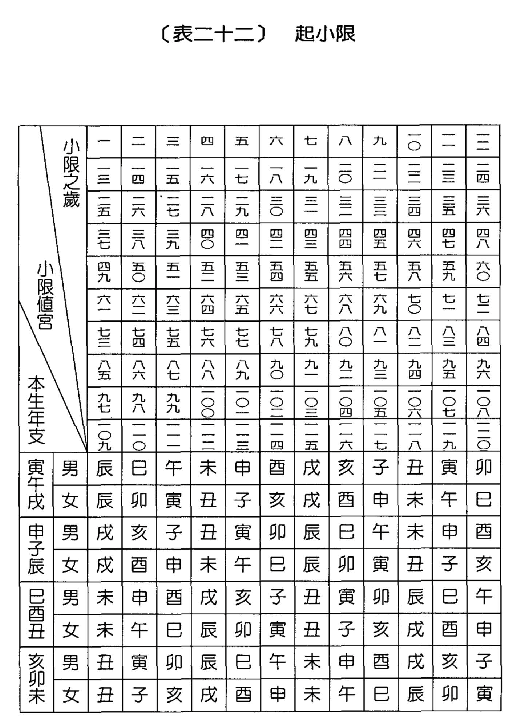 〔表二十二〕 起小限
小限之歲
小限值宮
本生年支
一 二 三 四 五 六 七 八 九 一〇 一一 一二
一三 一四 一五 一六 一七 一八 一九 二〇 二一 二二 二三 二四
二五 二六 二七 二八 二九 三〇 三一 三二 三三 三四 三五 三六
三七 三八 三九 四〇 四一 四二 四三 四四 四五 四六 四七 四八
四九 五〇 五一 五二 五三 五四 五五 五六 五七 五八 五九 六〇
六一 六二 六三 六四 六五 六六 六七 六八 六九 七〇 七一 七二
七三 七四 七五 七六 七七 七八 七九 八〇 八一 八二 八三 八四
八五 八六 八七 八八 八九 九〇 九一 九二 九三 九四 九五 九六
九七 九八 九九 一〇〇 一〇一 一〇二 一〇三 一〇四 一〇五 一〇六 一〇七 一〇八
一〇九 一一〇 一一一 一一二 一一三 一一四 一一五 一一六 一一七 一一八 一一九 一二〇
寅午戌 男 辰 巳 午 未 申 酉 戌 亥 子 丑 寅 卯
女 辰 卯 寅 丑 子 亥 戌 酉 申 未 午 巳
申子辰 男 戌 亥 子 丑 寅 卯 辰 巳 午 未 申 酉
女 戌 酉 申 未 午 巳 辰 卯 寅 丑 子 亥
巳酉丑 男 未 申 酉 戌 亥 子 丑 寅 卯 辰 巳 午
女 未 午 巳 辰 卯 寅 丑 子 亥 戌 酉 申
亥卯未 男 丑 寅 卯 辰 巳 午 未 申 酉 戌 亥 子
女 丑 子 亥 戌 酉 申 未 午 巳 辰 卯 寅